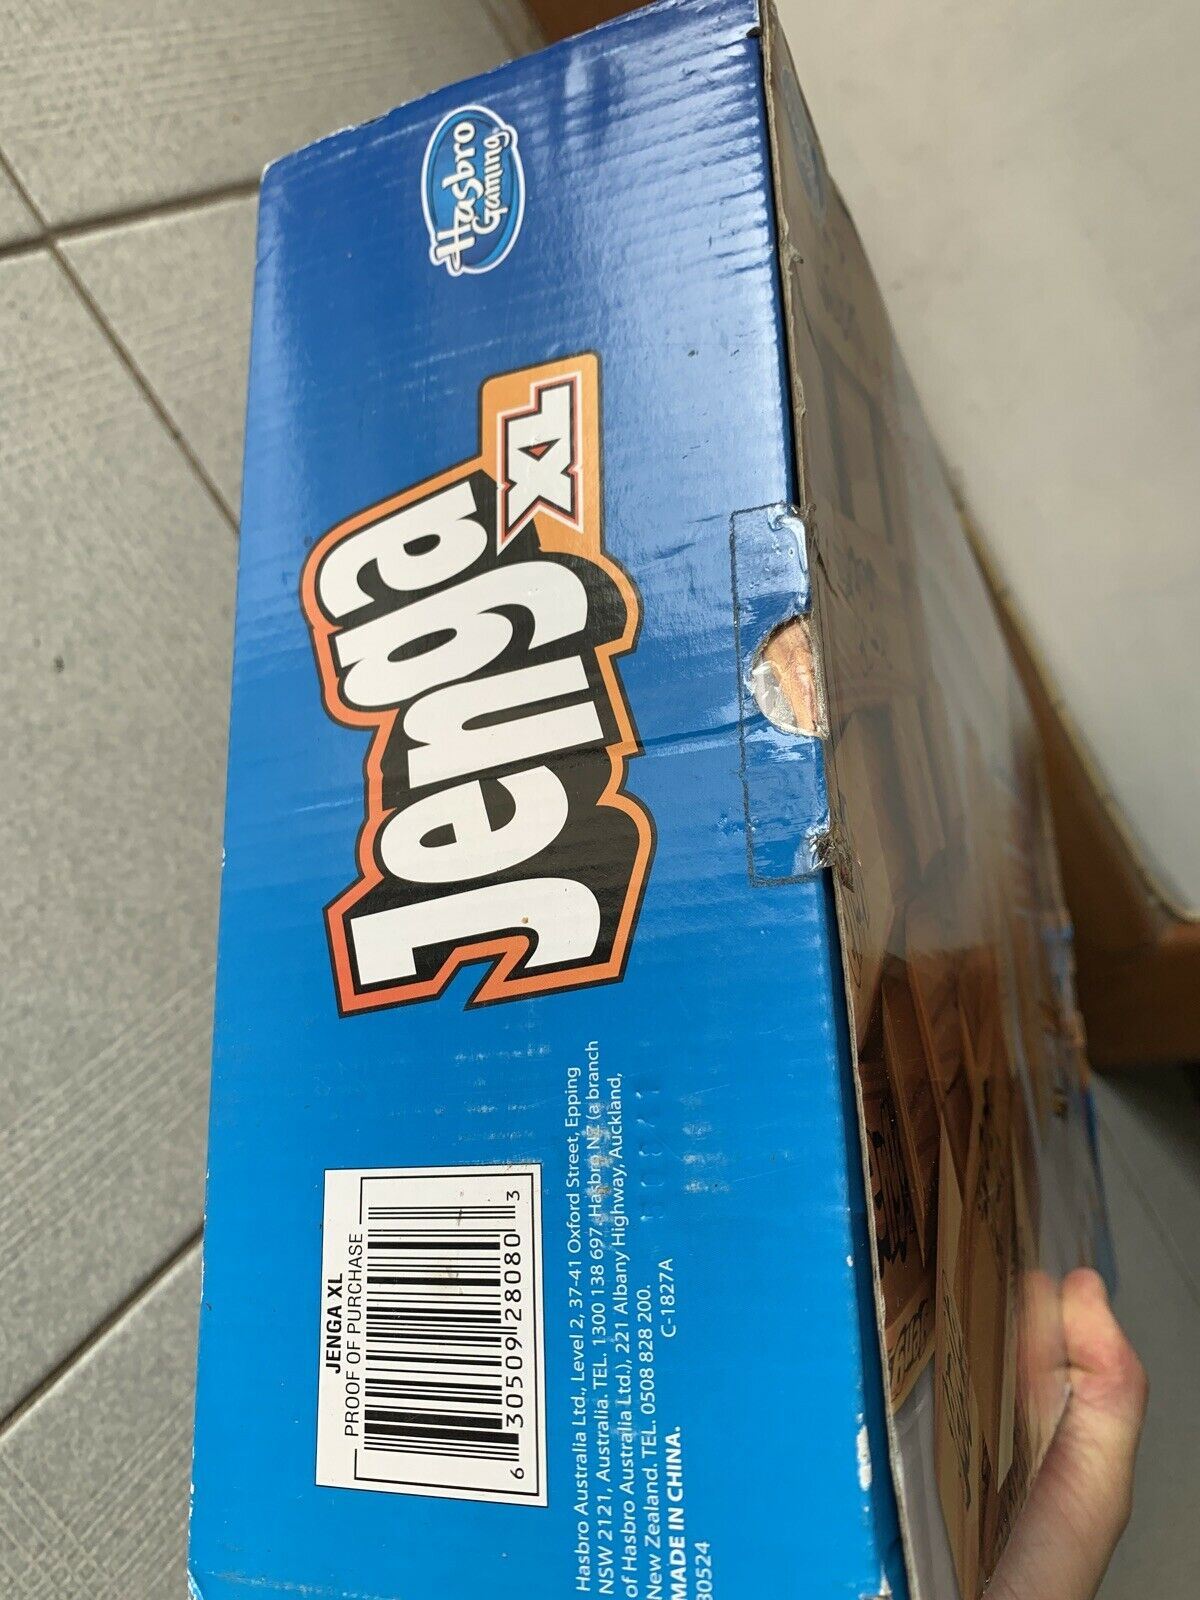 Hasbro
Gaming
Jenga
XL
JENGA XL
PROOF OF PURCHASE
6 30509 28080 3
Hasbro Australia Ltd., Level 2, 37-41 Oxford Street, Epping
NSW 2121, Australia. TEL. 1300 138 697. Hasbro NZ (a branch
of Hasbro Australia Ltd.), 221 Albany Highway, Auckland,
New Zealand. TEL. 0508 828 200.
C-1827A
MADE IN CHINA.
30524